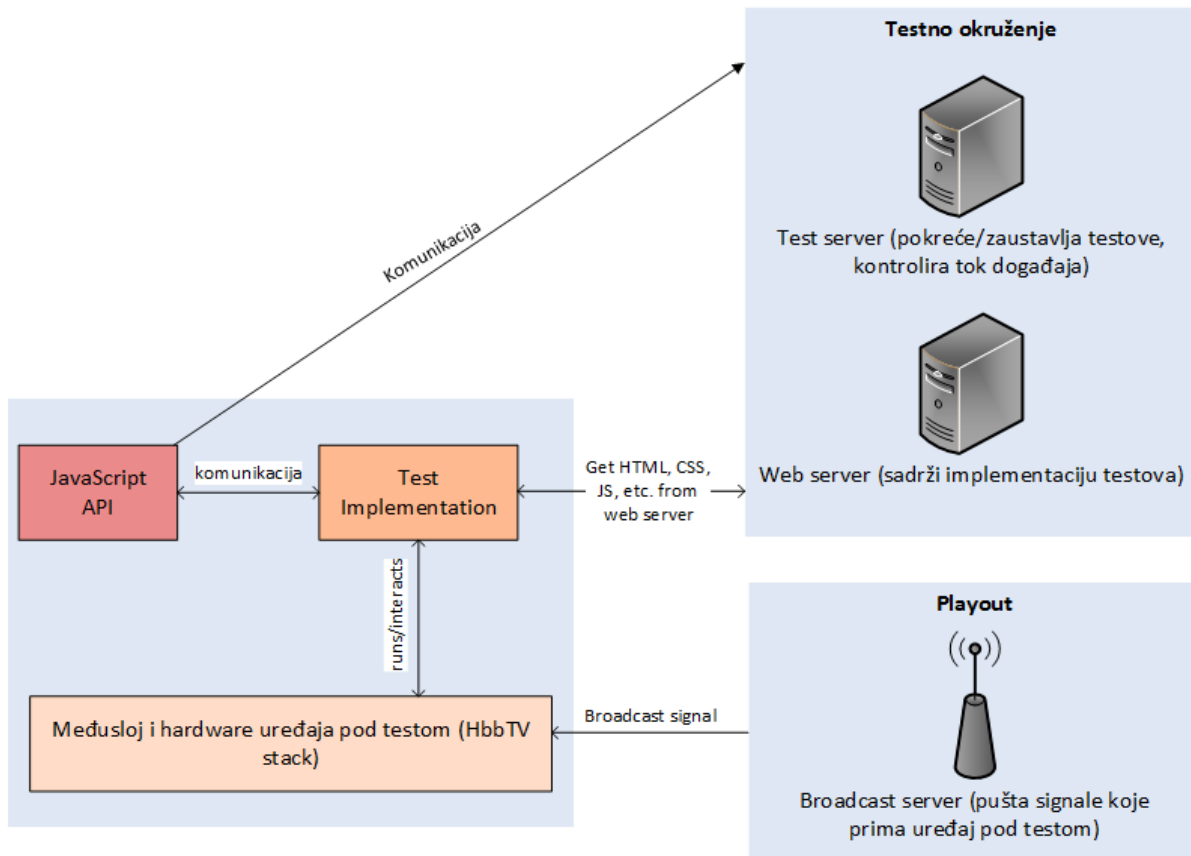 Testno okruženje
Test server (pokreće/zaustavlja testove,
kontrolira tok događaja)
Komunikacija
Web server (sadrži implementaciju testova)
JavaScript
API
komunikacija
Test
Implementation
Get HTML, CSS,
JS, etc. from
web server
runs/interacts
Playout
Međusloj i hardware uređaja pod testom (HbbTV
stack)
Broadcast signal
Broadcast server (pušta signale koje
prima uređaj pod testom)